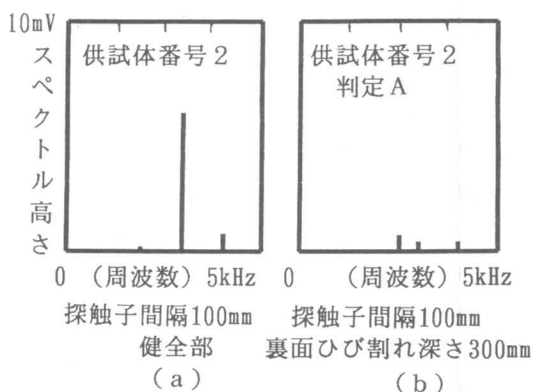 10mV
スペクトル高さ
供試体番号2
0 (周波数) 5kHz
探触子間隔100mm
健全部
(a)
供試体番号2
判定A
0 (周波数) 5kHz
探触子間隔100mm
裏面ひび割れ深さ300mm
(b)